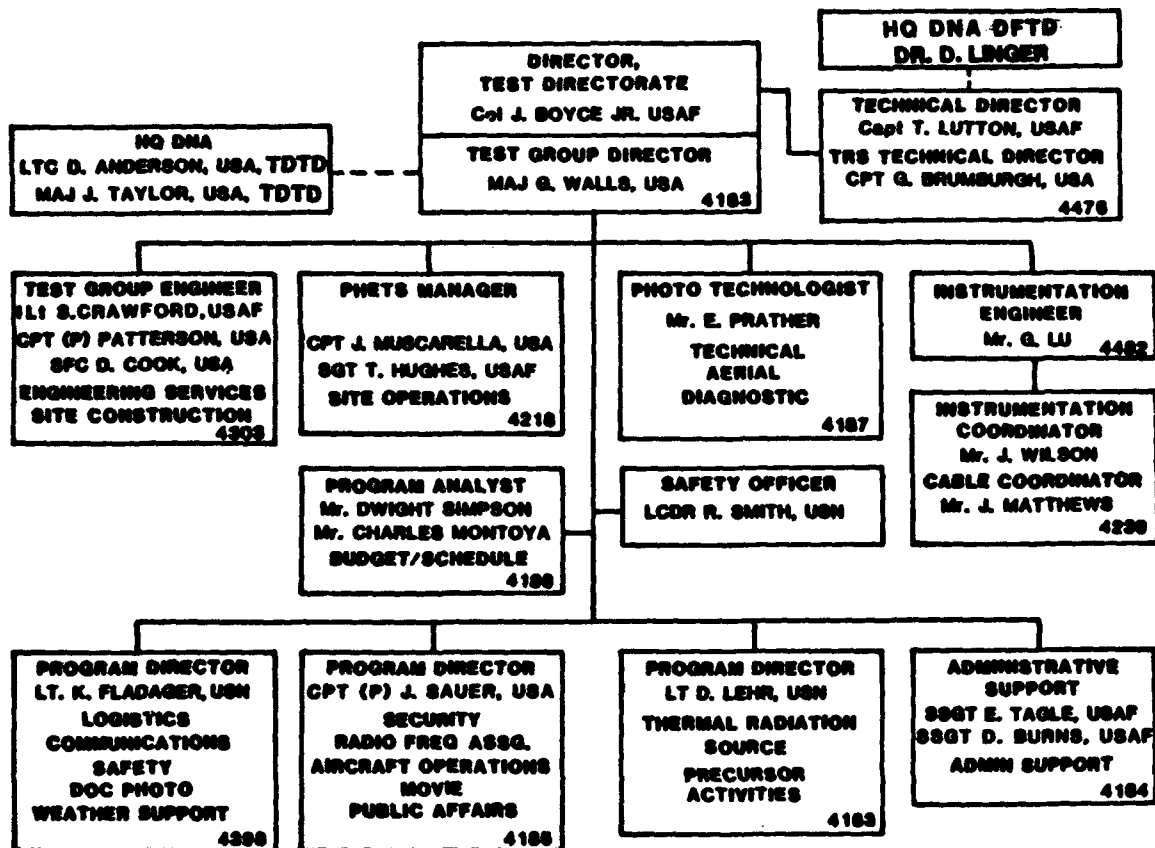 HQ DNA DFTD
DR. D. LINGER
DIRECTOR,
TEST DIRECTORATE
Col J. BOYCE JR. USAF
TEST GROUP DIRECTOR
MAJ G. WALLS, USA
4183
TECHNICAL DIRECTOR
Capt T. LUTTON, USAF
TRS TECHNICAL DIRECTOR
CPT G. BRUMBURGH, USA
4476
HQ DNA
LTC D. ANDERSON, USA, TDTD
MAJ J. TAYLOR, USA, TDTD
TEST GROUP ENGINEER
S.CRAWFORD, USAF
CPT (P) PATTERSON, USA
SFC D. COOK, USA
ENGINEERING SERVICES
SITE CONSTRUCTION
4303
PHETS MANAGER
CPT J. MUSCARELLA, USA
SGT T. HUGHES, USAF
SITE OPERATIONS
4218
PHOTO TECHNOLOGIST
Mr. E. PRATHER
TECHNICAL
AERIAL
DIAGNOSTIC
4187
INSTRUMENTATION
ENGINEER
Mr. G. LU
4482
INSTRUMENTATION
COORDINATOR
Mr. J. WILSON
CABLE COORDINATOR
Mr. J. MATTHEWS
PROGRAM ANALYST
Mr. DWIGHT SIMPSON
Mr. CHARLES MONTOYA
BUDGET/SCHEDULE
SAFETY OFFICER
LCDR R. SMITH, USN
PROGRAM DIRECTOR
LT. K. FLADAGER, USN
LOGISTICS
COMMUNICATIONS
SAFETY
DOC PHOTO
WEATHER SUPPORT
PROGRAM DIRECTOR
CPT (P) J. SAUER, USA
SECURITY
RADIO FREQ ASSG.
AIRCRAFT OPERATIONS
MOVIE
PUBLIC AFFAIRS
4185
PROGRAM DIRECTOR
LT D. LEHR, USN
THERMAL RADIATION
SOURCE
PRECURSOR
ACTIVITIES
4183
ADMINISTRATIVE
SUPPORT
SSGT E. TAGLE, USAF
SSGT D. BURNS, USAF
ADMIN SUPPORT
4184